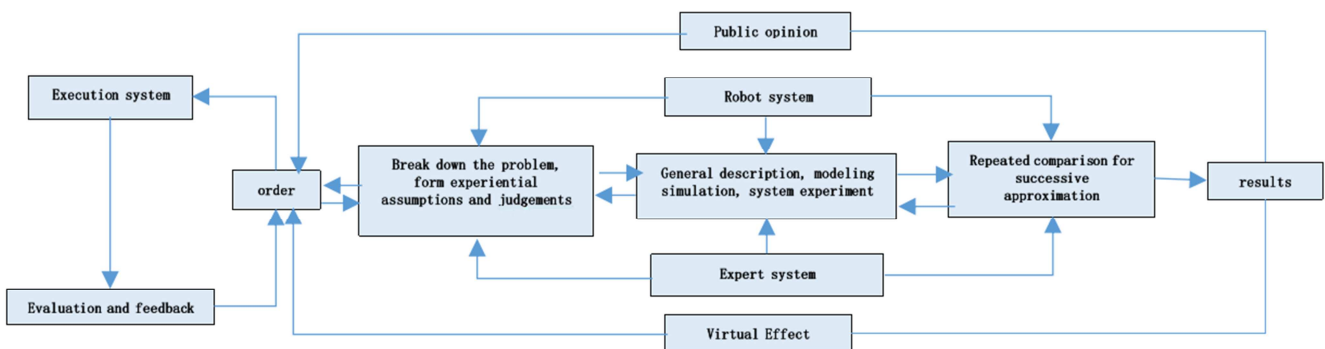 Public opinion
Execution system
Robot system
Break down the problem,
form experiential
assumptions and judgements
General description, modeling
simulation, system experiment
Repeated comparison for
successive
approximation
order
results
Expert system
Evaluation and feedback
Virtual Effect